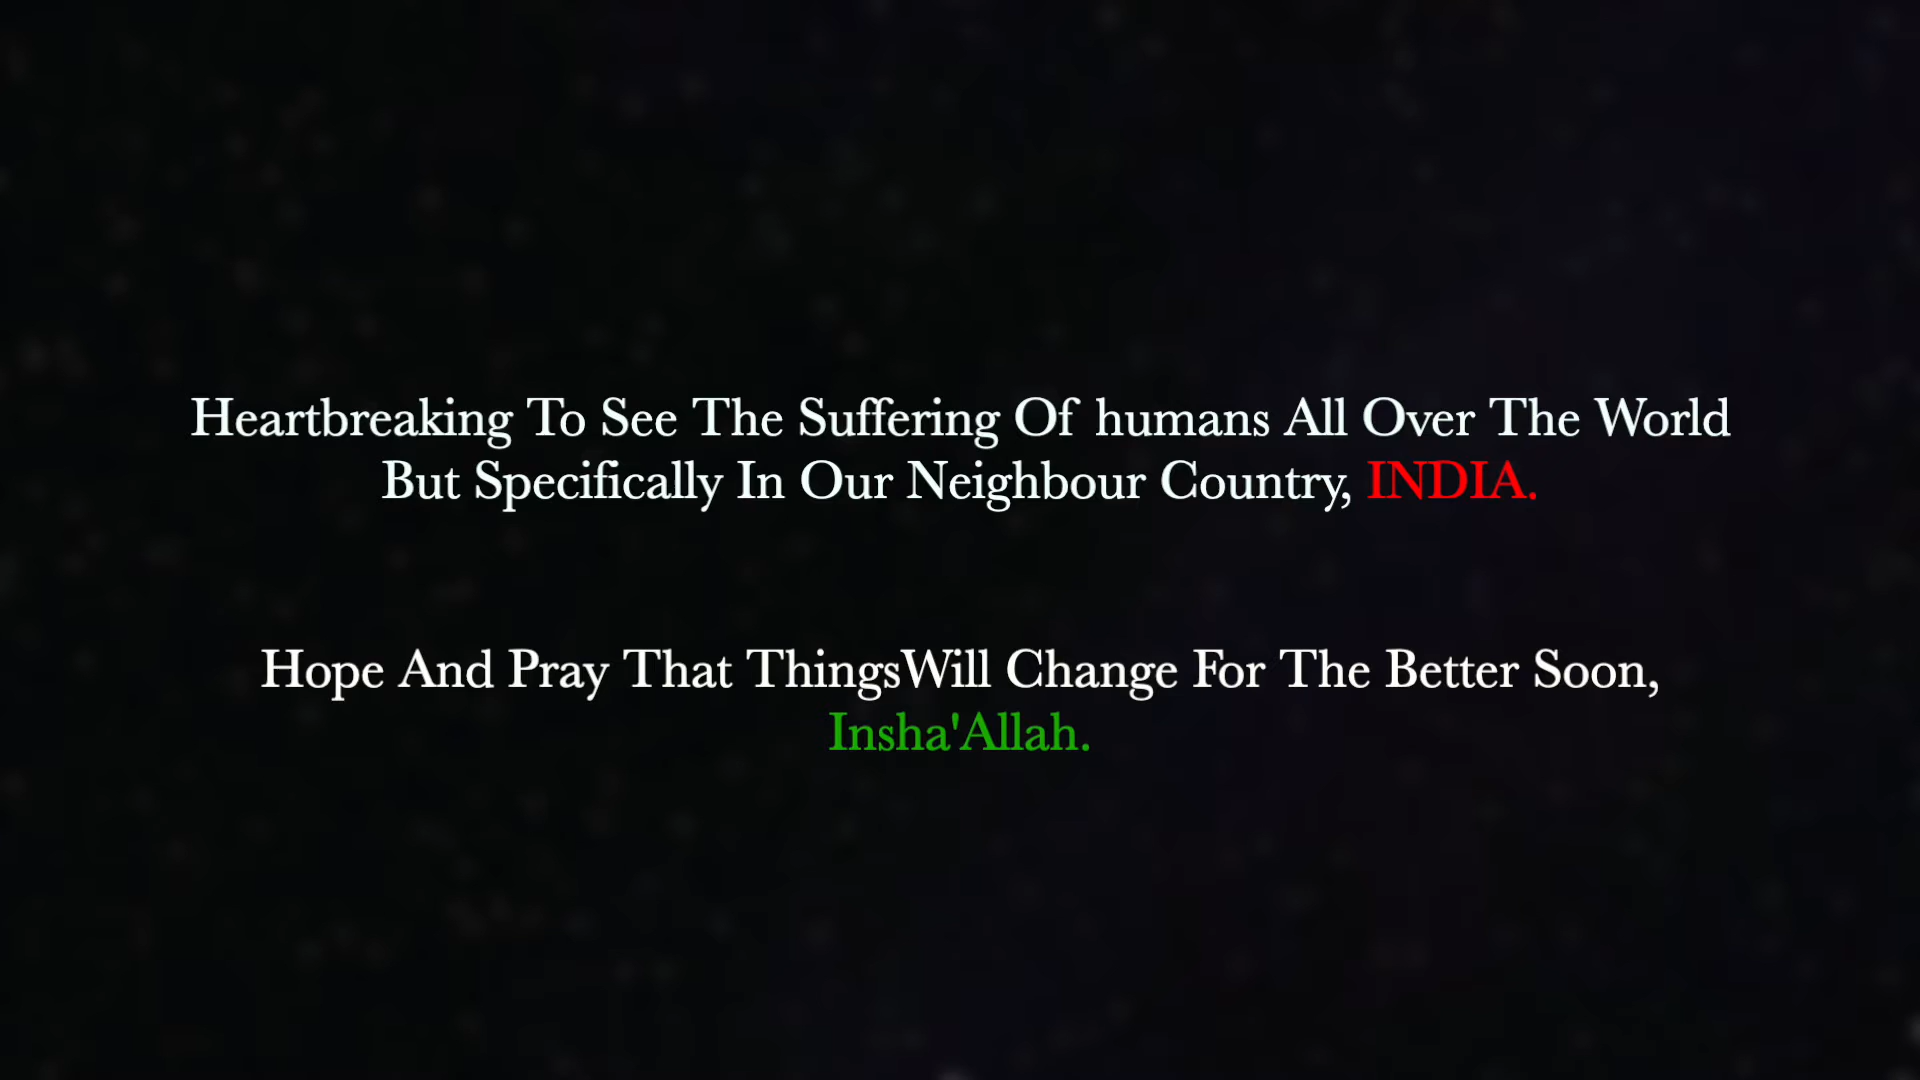 Heartbreaking To See The Suffering Of humans All Over The World
But Specifically In Our Neighbour Country, INDIA.
Hope And Pray That ThingsWill Change For The Better Soon,
Insha'Allah.